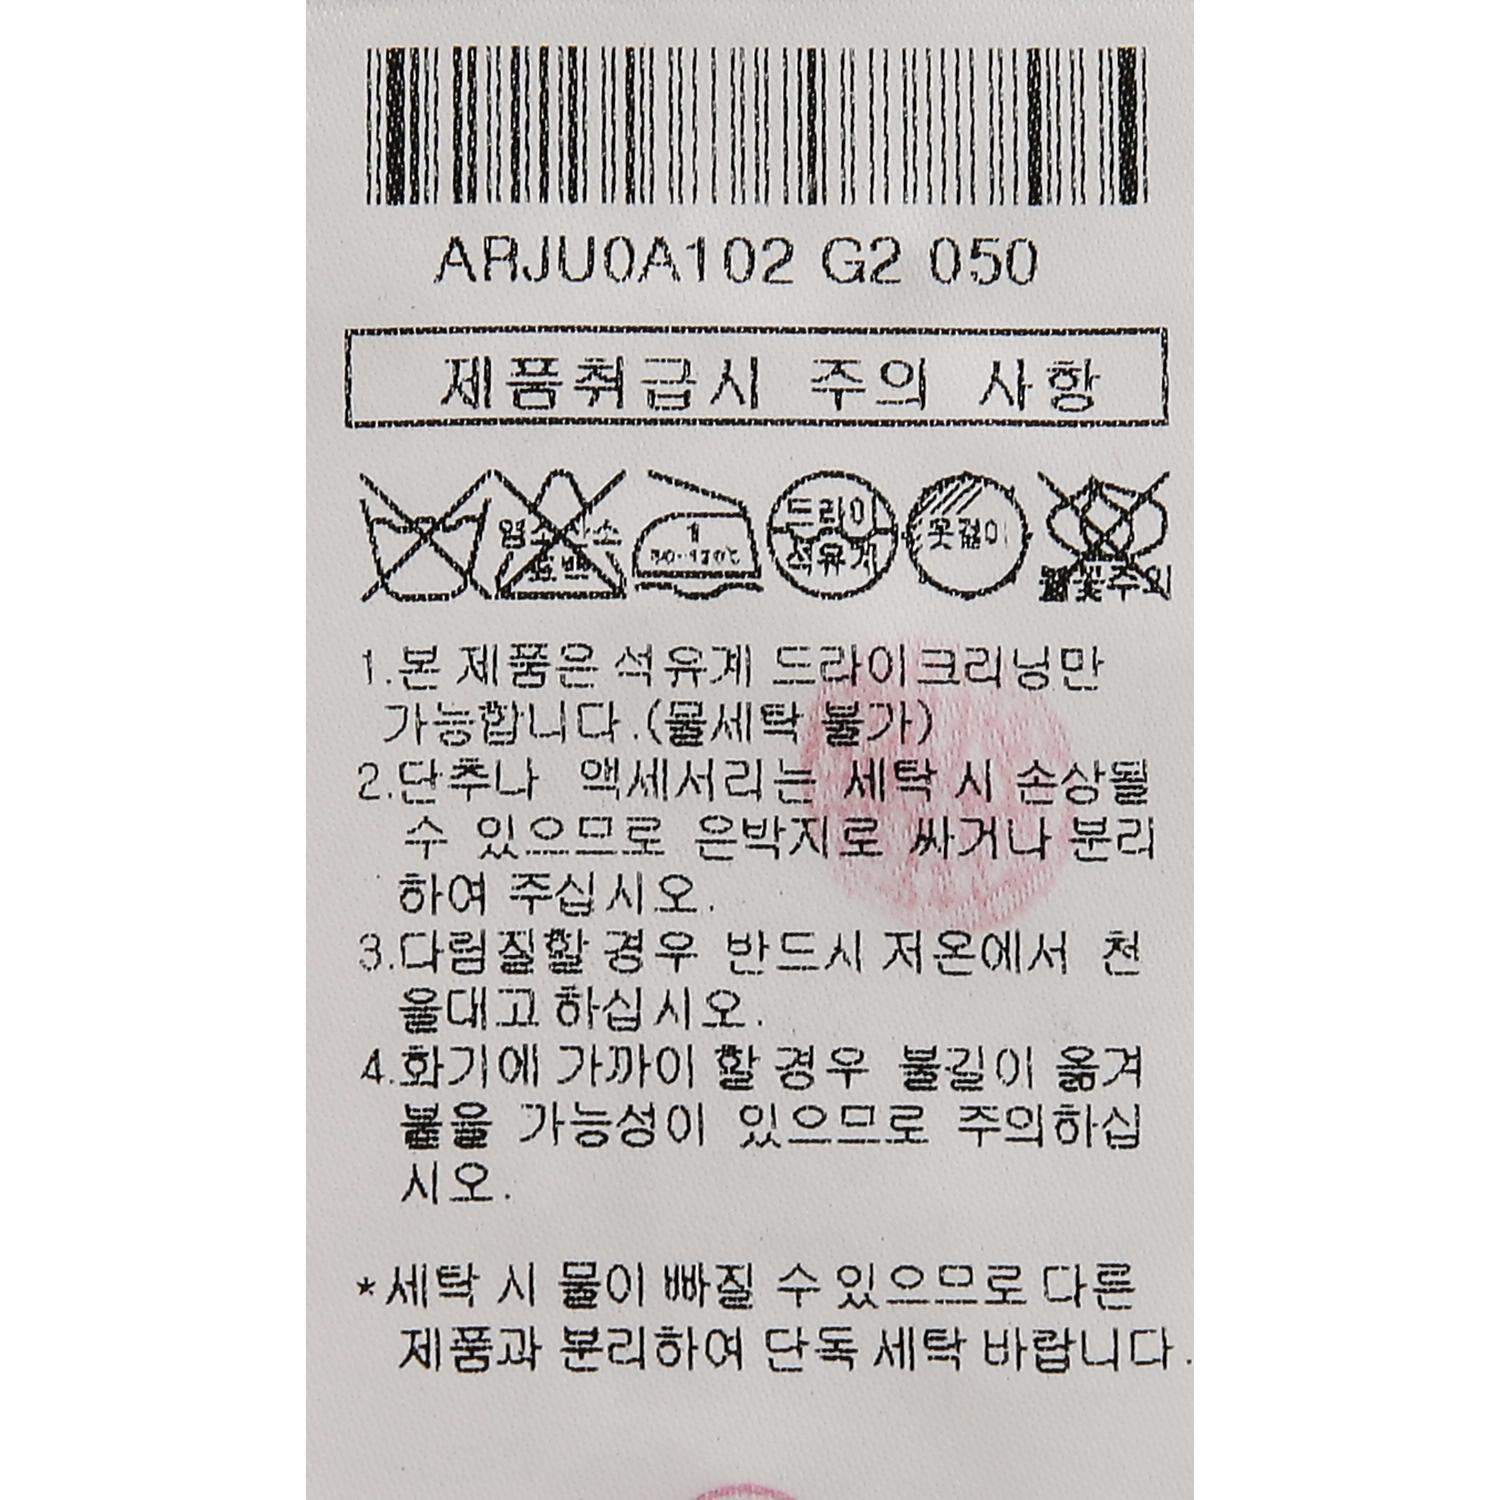 ARJU0A102 G2 050
제품취급시 주의 사항
염소,산소
표백
1
80-120℃
드라이
석유계
옷걸이
불꽃주의
1.본 제품은 석유계 드라이크리닝만
가능합니다.(물세탁 불가)
2.단추나 액세서리는 세탁 시 손상될
수 있으므로 은박지로 싸거나 분리
하여 주십시오.
3.다림질할 경우 반드시 저온에서 천
을대고 하십시오.
4.화기에 가까이 할 경우 불길이 옮겨
붙을 가능성이 있으므로 주의하십
시오.
*세탁 시 물이 빠질 수 있으므로 다른
제품과 분리하여 단독 세탁 바랍니다.